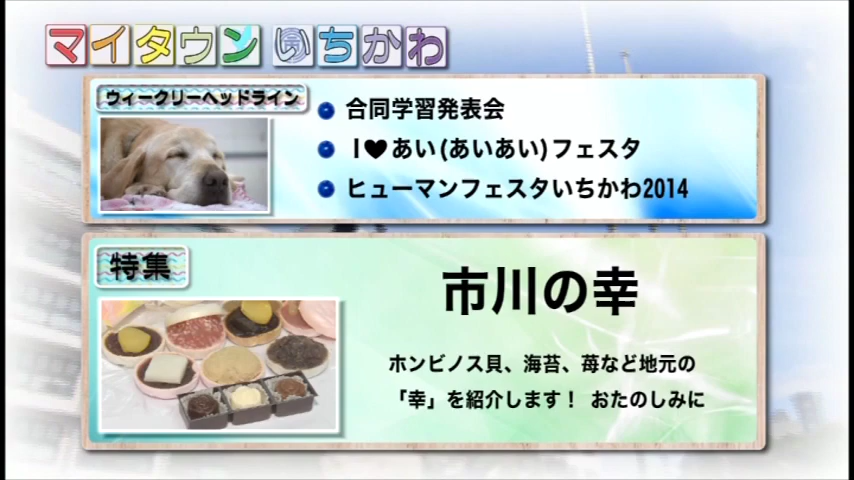 マイタウン いちかわ
ウィークリーヘッドライン
合同学習発表会
I♥あい(あいあい)フェスタ
ヒューマンフェスタいちかわ2014
特集
市川の幸
ホンビノス貝、海苔、苺など地元の
「幸」を紹介します! おたのしみに